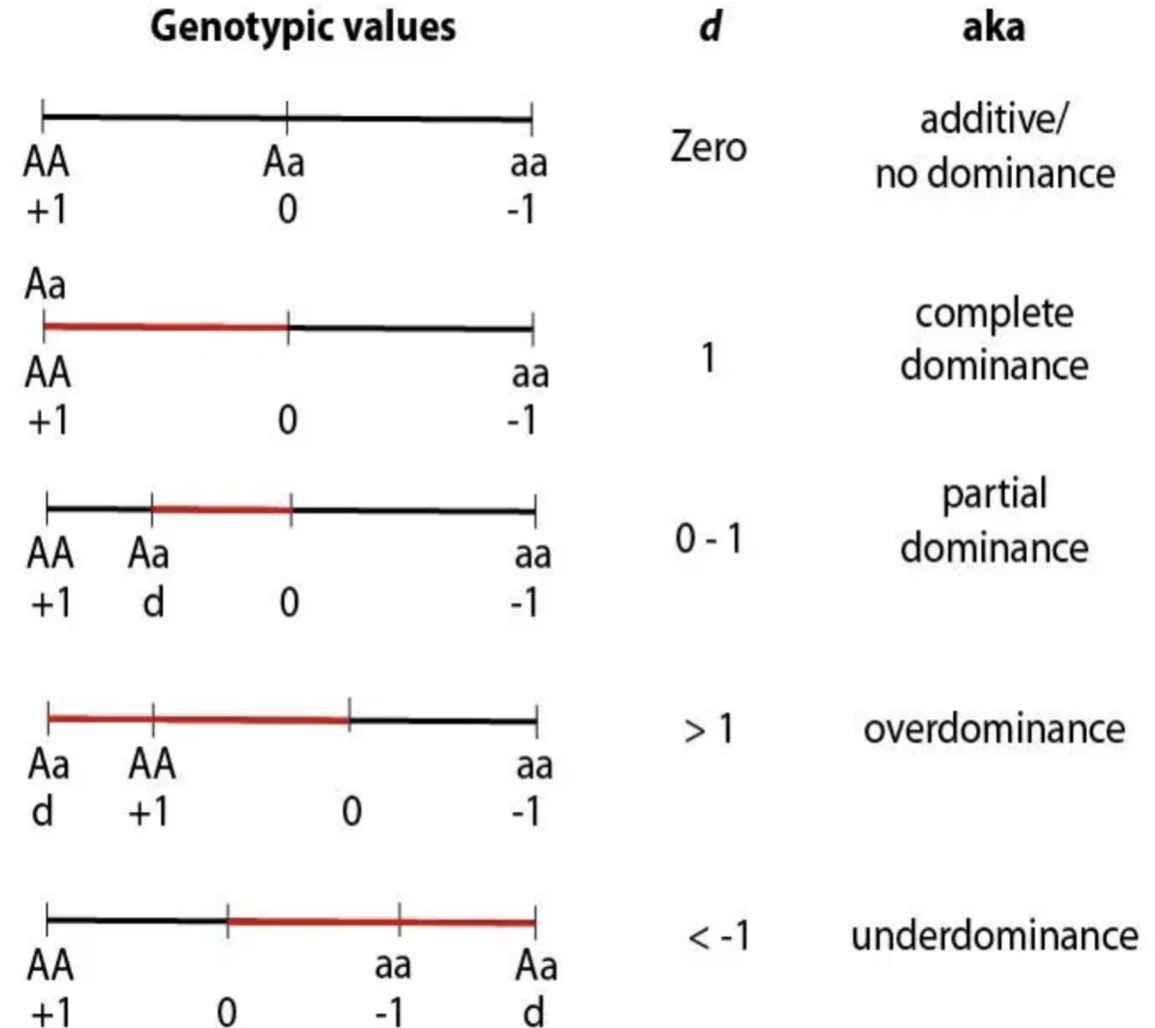 Genotypic values d aka
AA Aa aa
+1 0 -1
Zero
additive/
no dominance
Aa
AA aa
+1 0 -1
1
complete
dominance
AA Aa aa
+1 d 0 -1
0 - 1
partial
dominance
Aa AA aa
d +1 0 -1
> 1
overdominance
AA aa Aa
+1 0 -1 d
< -1
underdominance